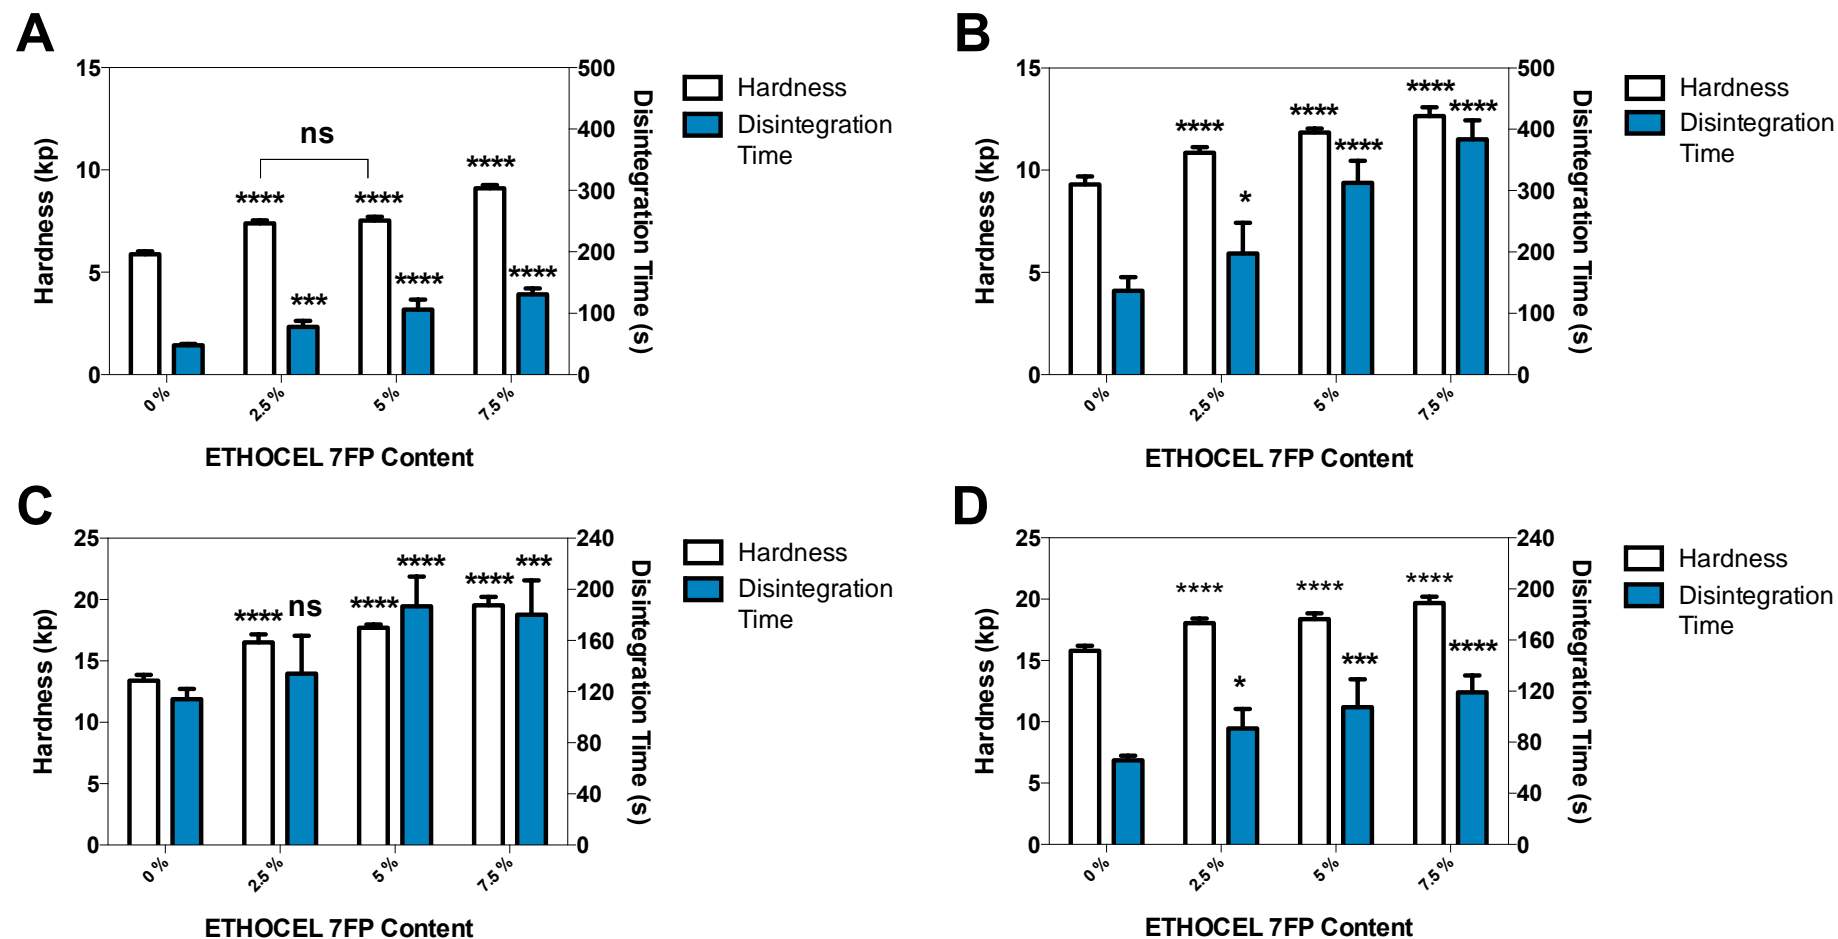 A
15
10
5
0
Hardness (kp)
ns
****
****
****
***
****
****
500
400
300
200
100
0
Disintegration Time (s)
Hardness
Disintegration
Time
0 %
2.5 %
5 %
7.5 %
ETHOCEL 7FP Content
B
15
10
5
0
Hardness (kp)
****
*
****
****
****
****
500
400
300
200
100
0
Disintegration Time (s)
Hardness
Disintegration
Time
0 %
2.5 %
5 %
7.5 %
ETHOCEL 7FP Content
C
25
20
15
10
5
0
Hardness (kp)
**** ns
****
****
**** ***
240
200
160
120
80
40
0
Disintegration Time (s)
Hardness
Disintegration
Time
0 %
2.5 %
5 %
7.5 %
ETHOCEL 7FP Content
D
25
20
15
10
5
0
Hardness (kp)
****
*
****
***
****
****
240
200
160
120
80
40
0
Disintegration Time (s)
Hardness
Disintegration
Time
0 %
2.5 %
5 %
7.5 %
ETHOCEL 7FP Content